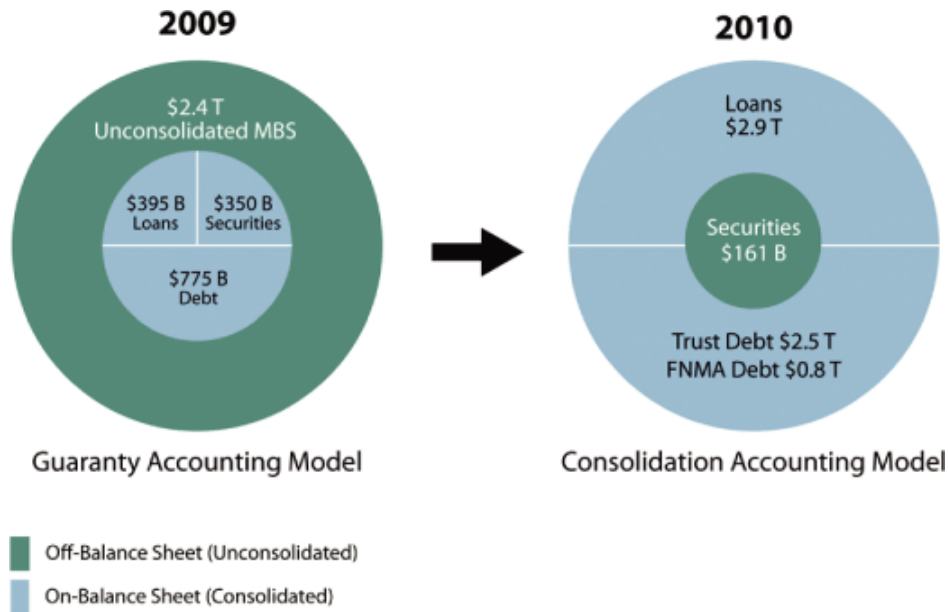 2009
2010
$2.4 T
Unconsolidated MBS
$395 B
Loans
$350 B
Securities
$775 B
Debt
Loans
$2.9 T
Securities
$161 B
Trust Debt $2.5 T
FNMA Debt $0.8 T
Guaranty Accounting Model
Consolidation Accounting Model
Off-Balance Sheet (Unconsolidated)
On-Balance Sheet (Consolidated)